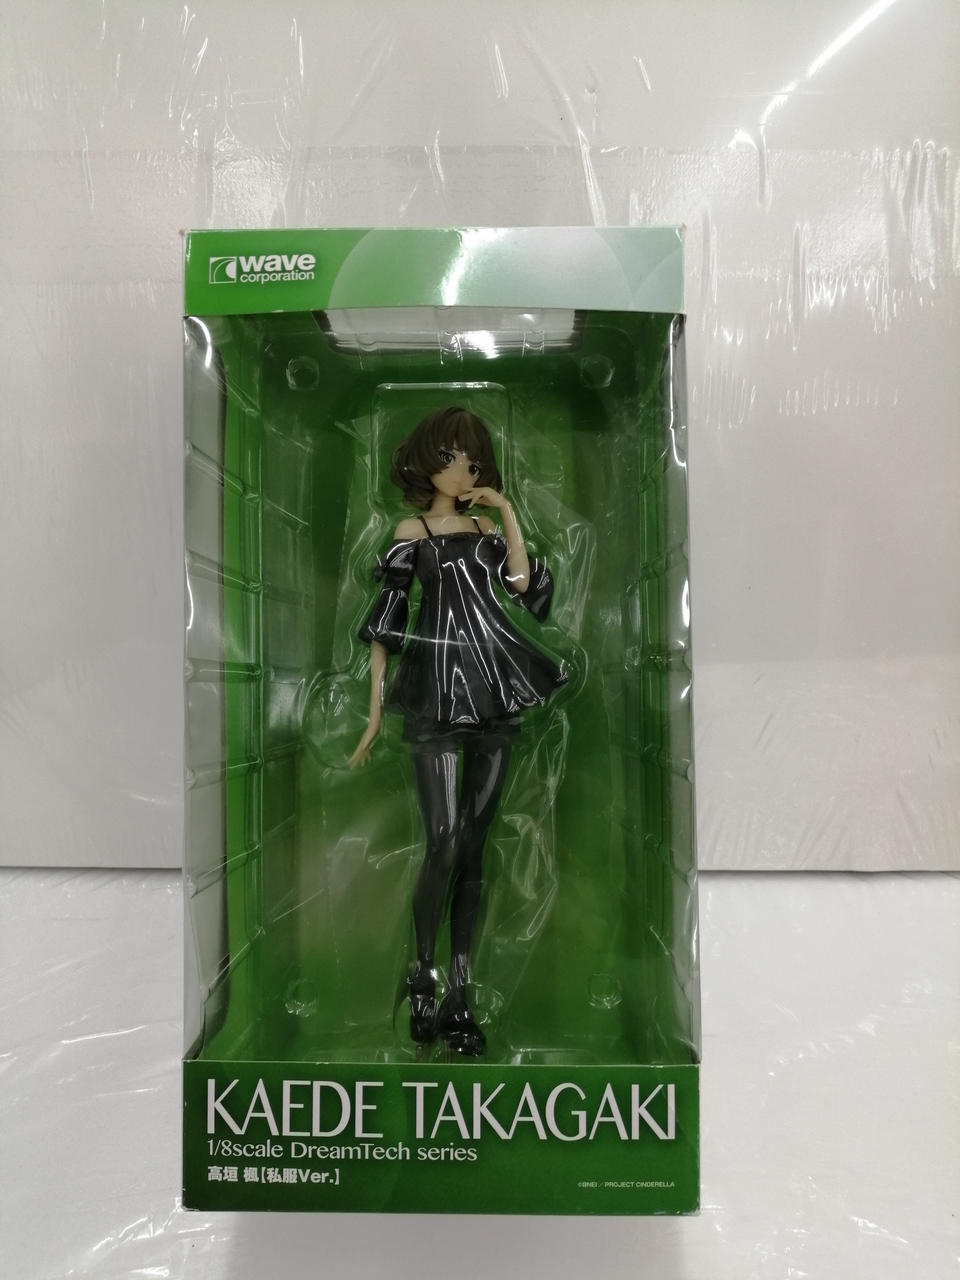 wave
corporation
KAEDE TAKAGAKI
1/8scale DreamTech series
高垣 楓【私服Ver.】
©BNEI／PROJECT CINDERELLA